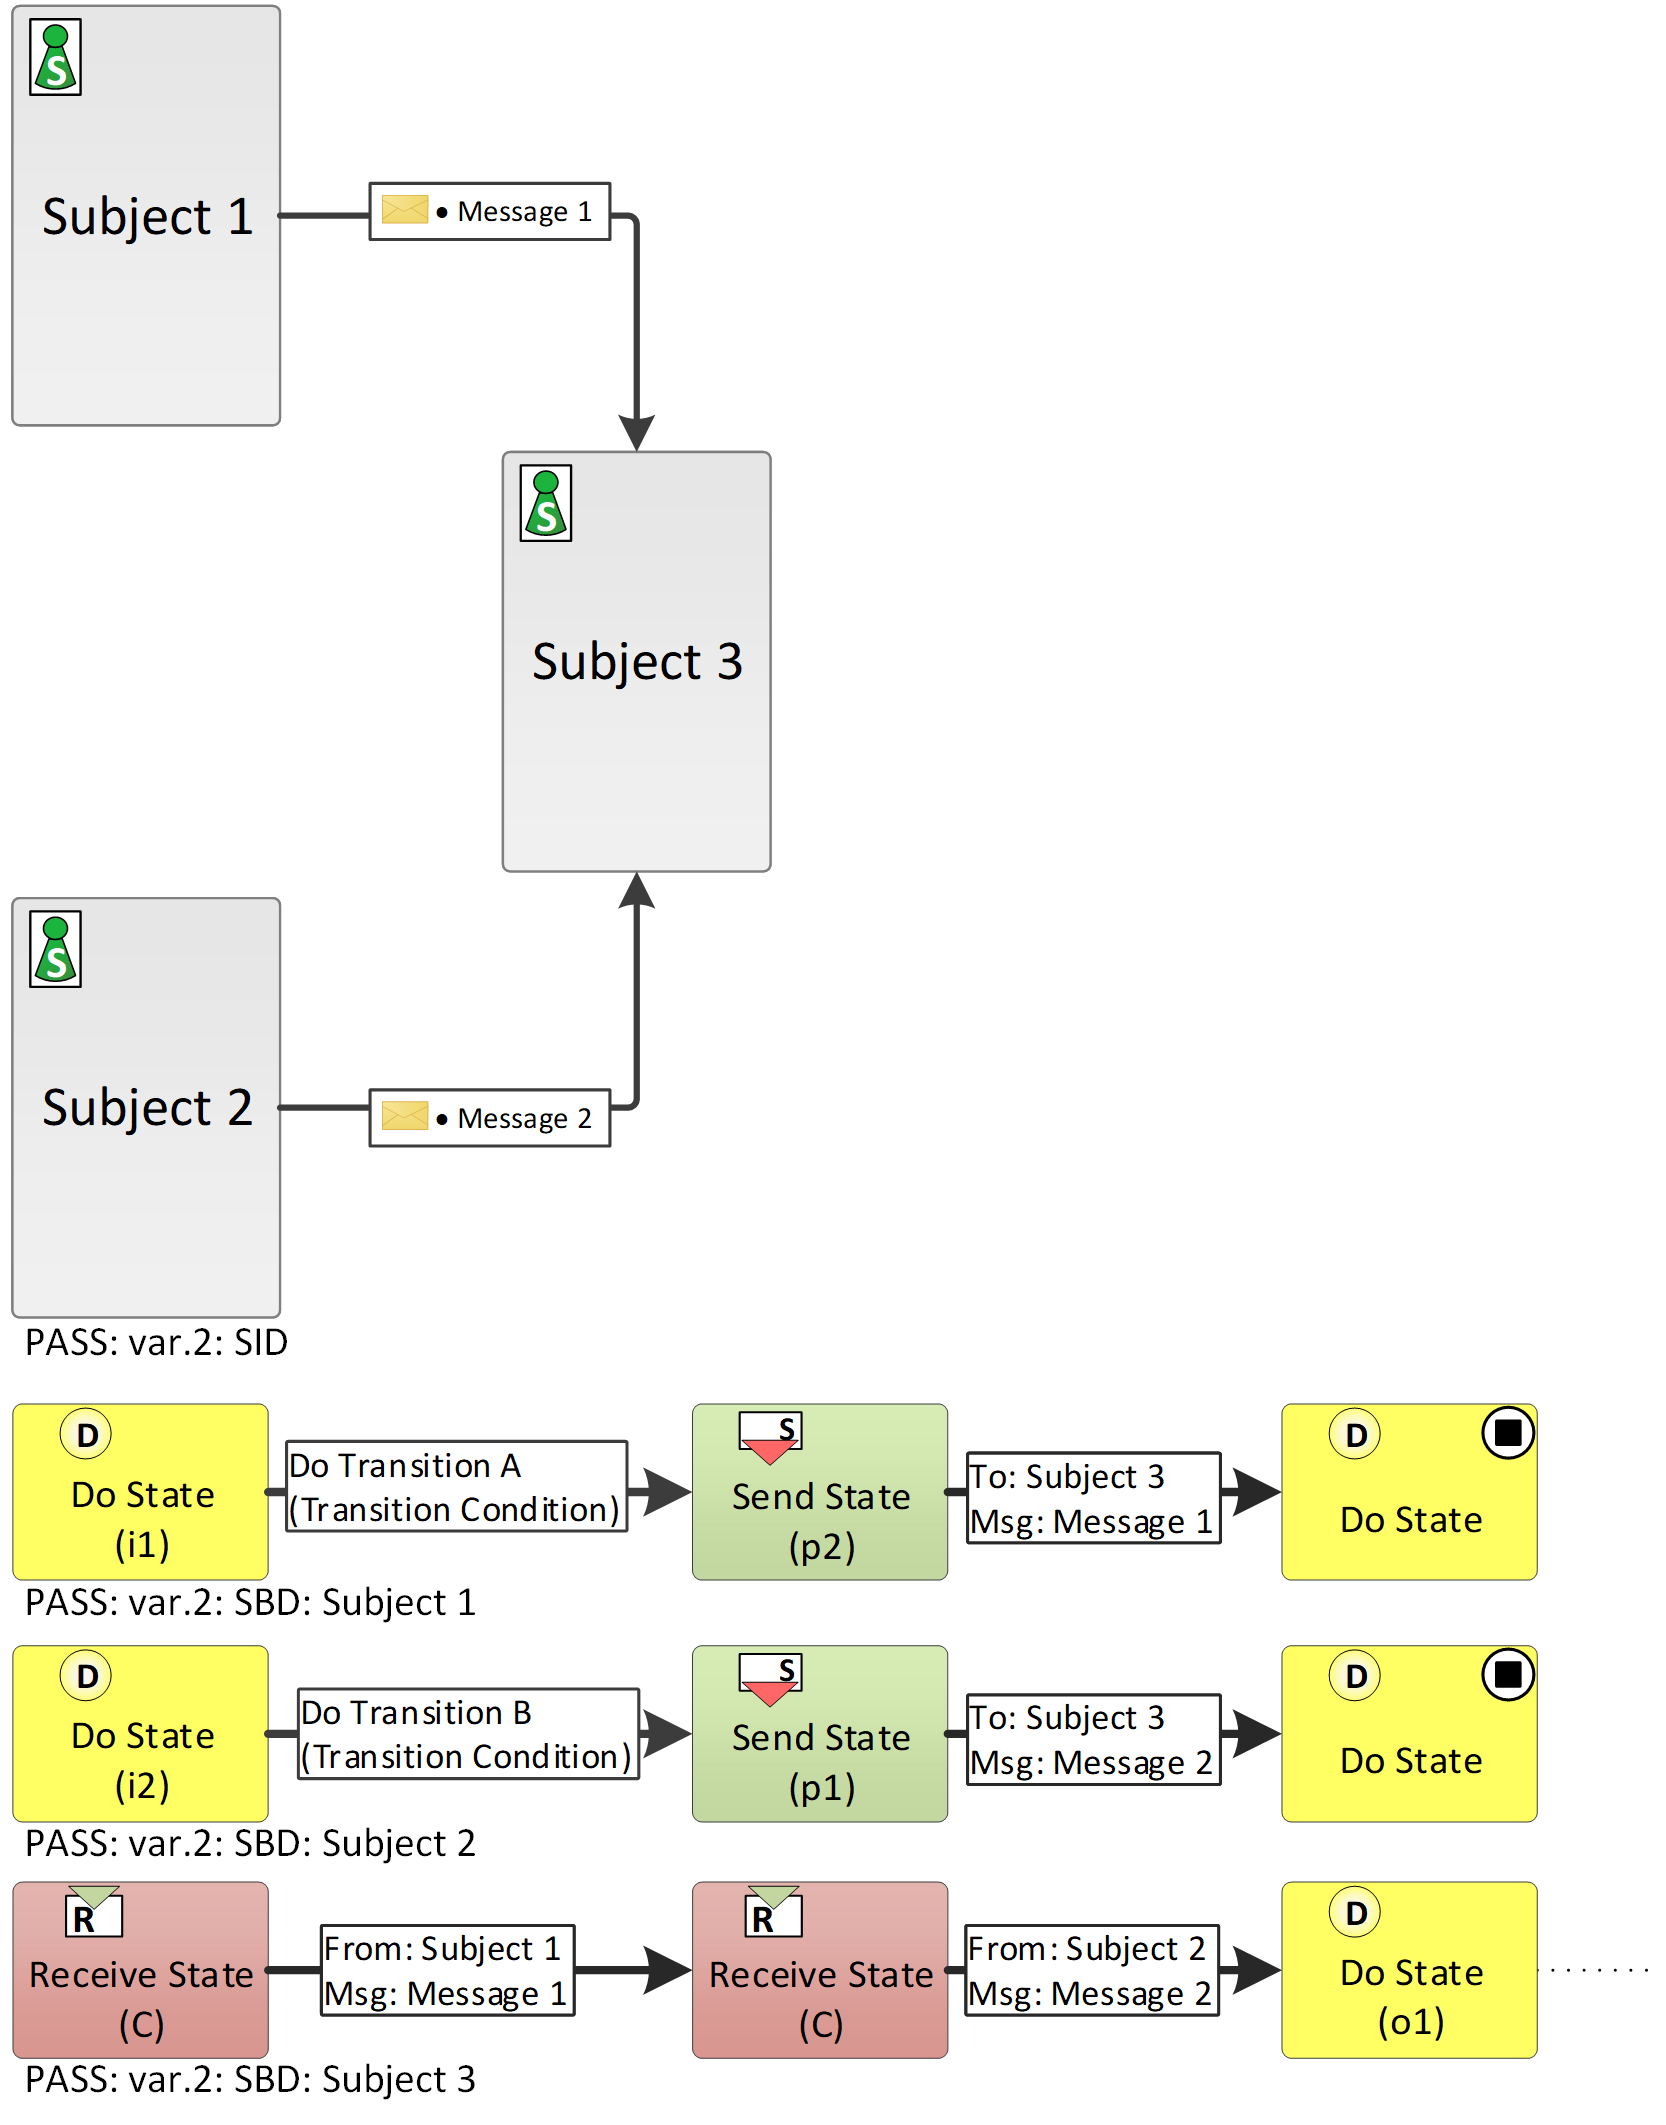 S
Subject 1
• Message 1
S
Subject 3
S
Subject 2
• Message 2
PASS: var.2: SID
D
Do State
(i1)
Do Transition A
(Transition Condition)
S
Send State
(p2)
To: Subject 3
Msg: Message 1
D
Do State
PASS: var.2: SBD: Subject 1
D
Do State
(i2)
Do Transition B
(Transition Condition)
S
Send State
(p1)
To: Subject 3
Msg: Message 2
D
Do State
PASS: var.2: SBD: Subject 2
R
Receive State
(C)
From: Subject 1
Msg: Message 1
R
Receive State
(C)
From: Subject 2
Msg: Message 2
D
Do State
(o1)
PASS: var.2: SBD: Subject 3